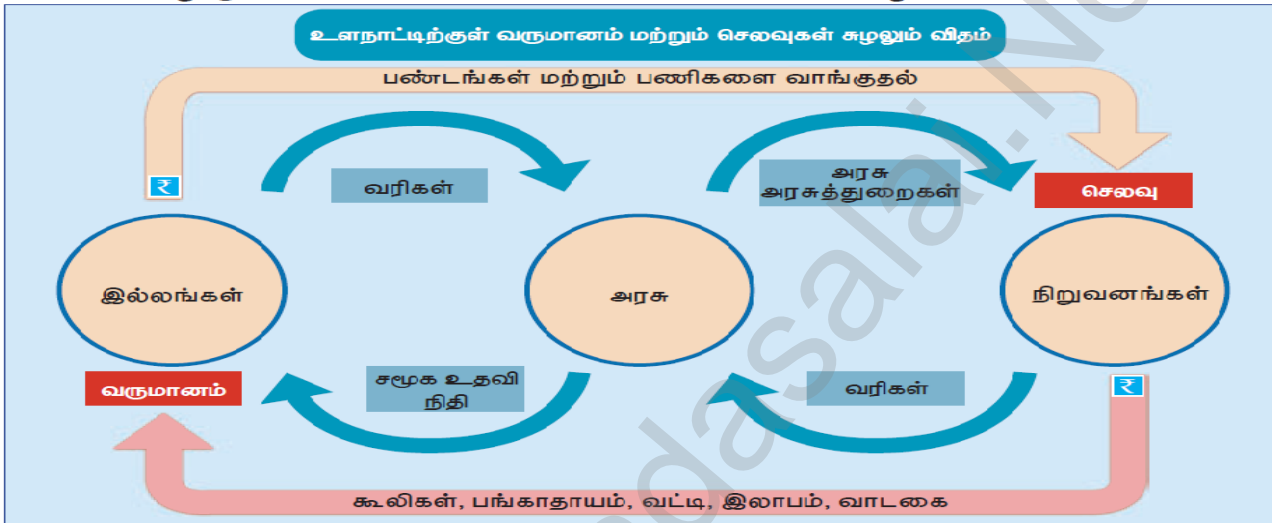 உளநாட்டிற்குள் வருமானம் மற்றும் செலவுகள் சுழலும் விதம்
பண்டங்கள் மற்றும் பணிகளை வாங்குதல்
₹
வரிகள்
அரசு
அரசுத்துறைகள்
செலவு
இல்லங்கள்
அரசு
நிறுவனங்கள்
வருமானம்
சமூக உதவி
நிதி
வரிகள்
₹
கூலிகள், பங்காதாயம், வட்டி, இலாபம், வாடகை